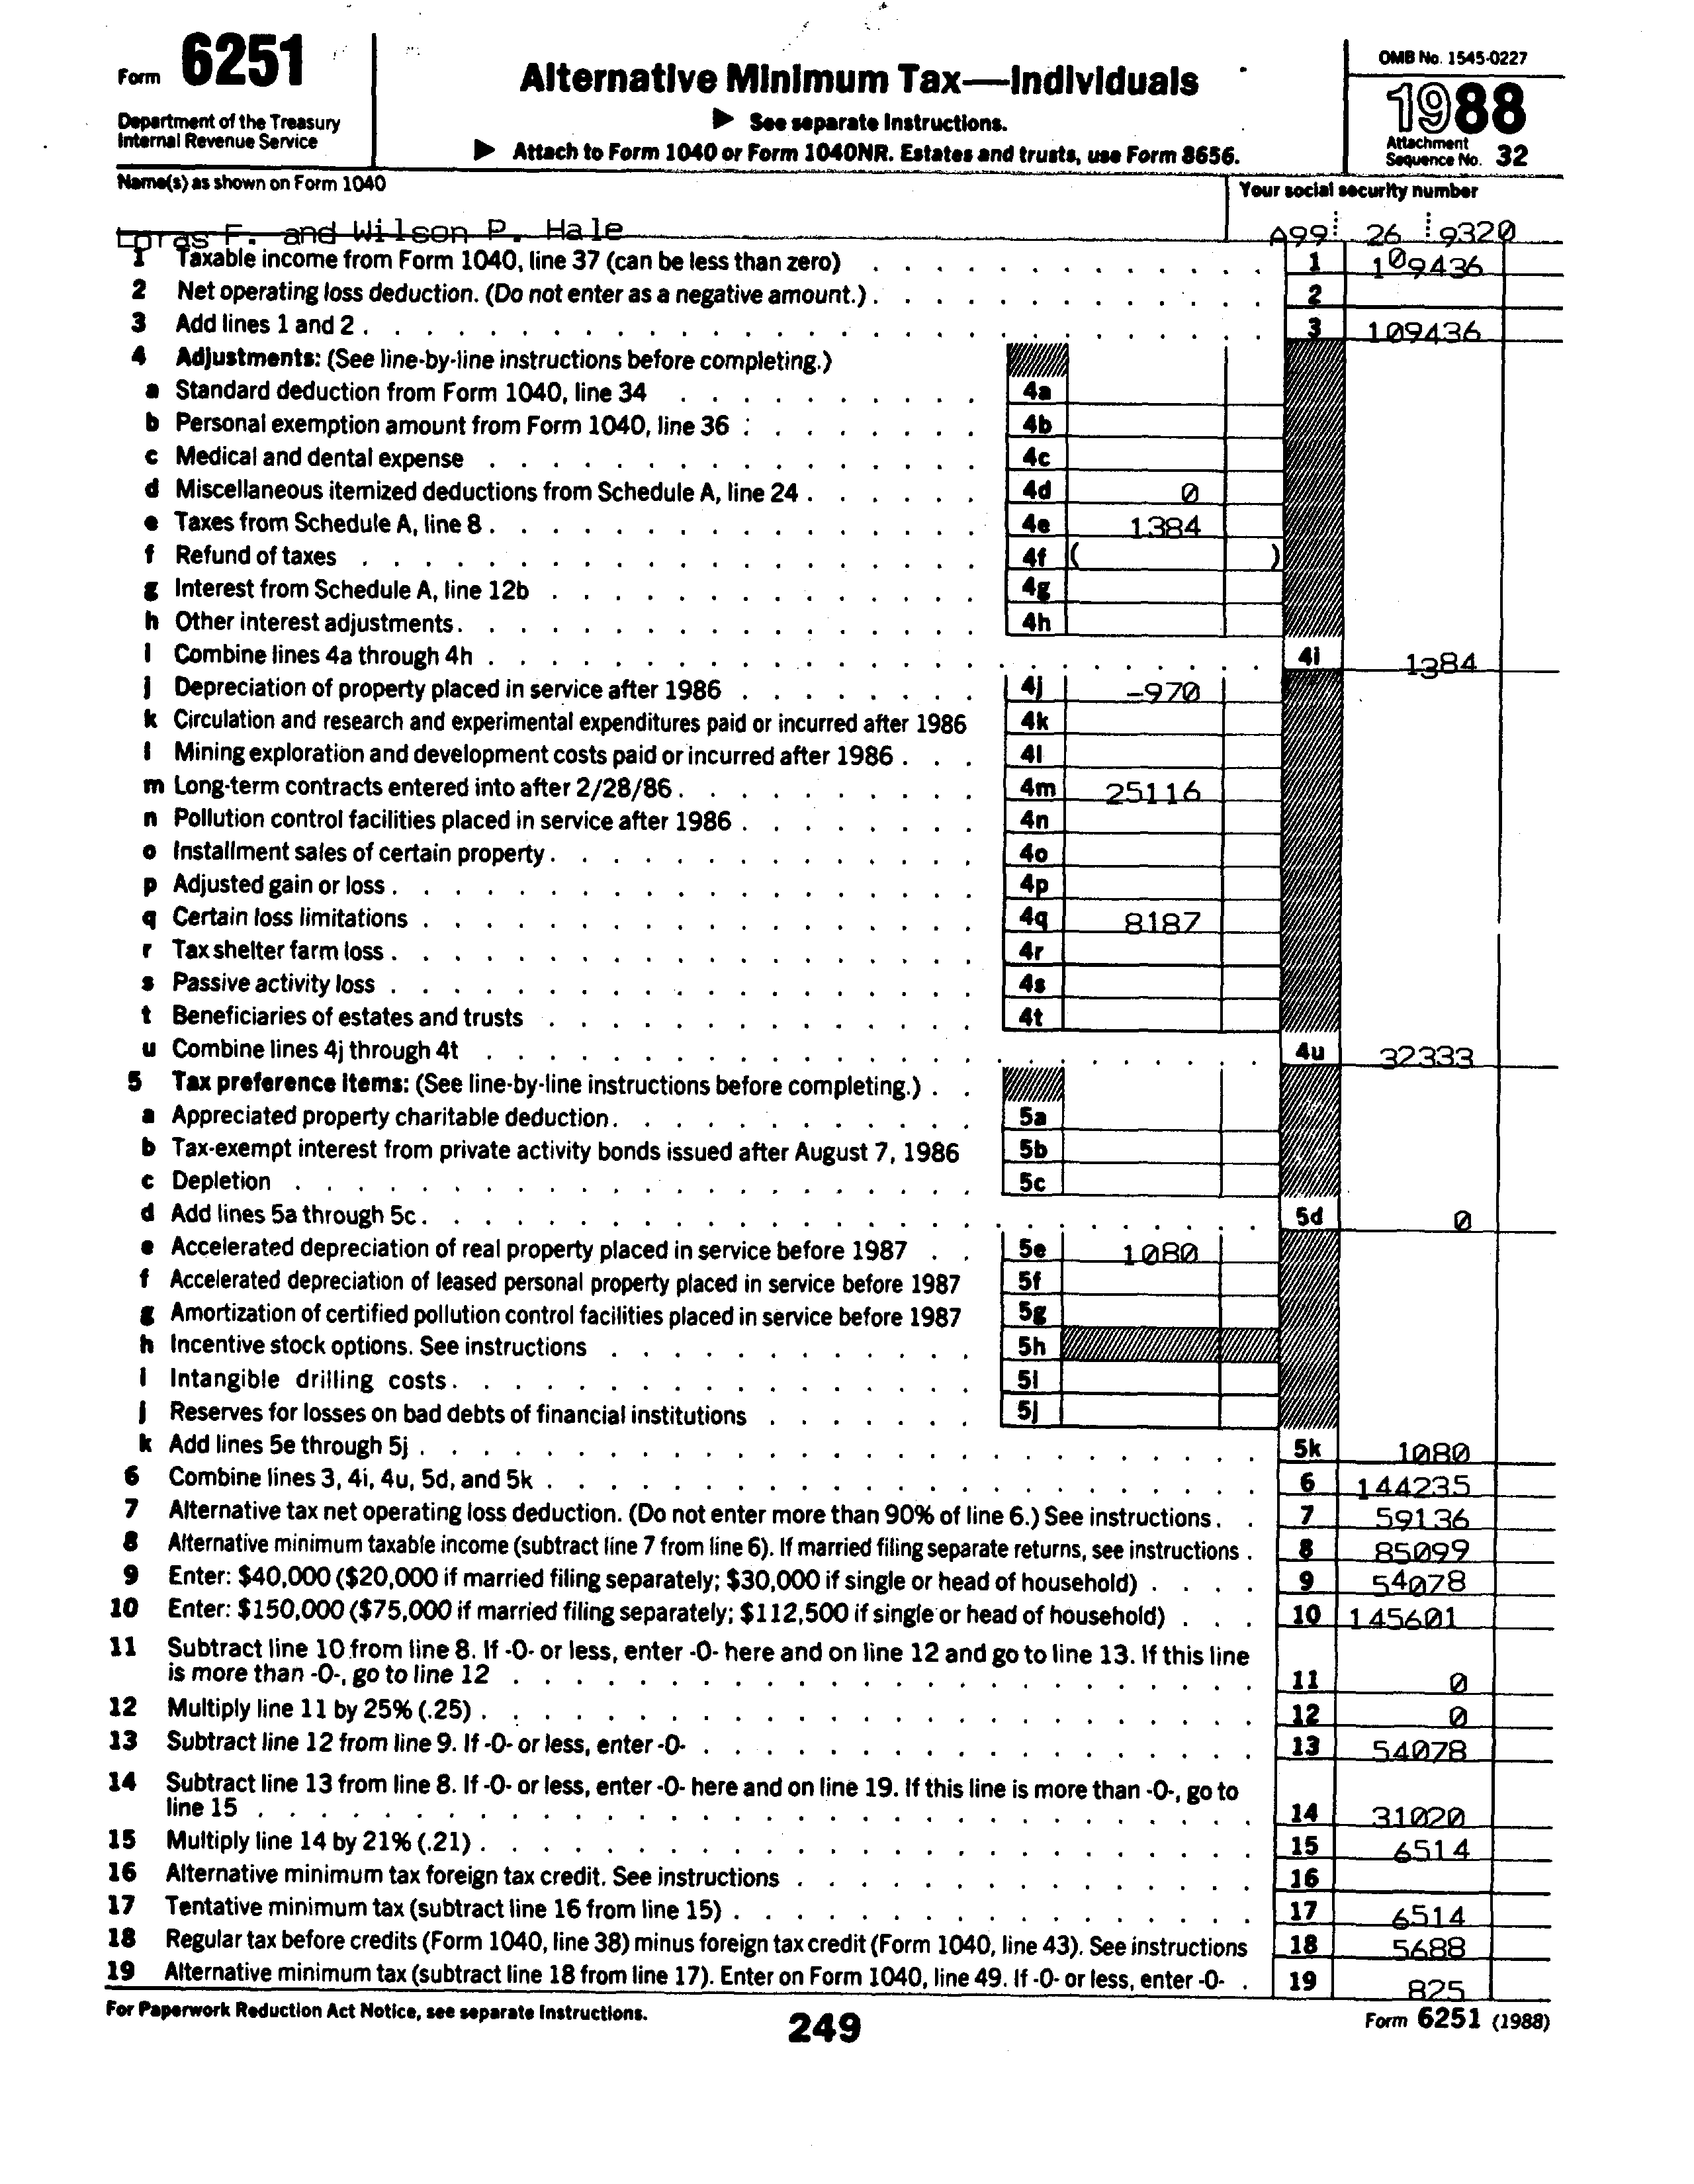 Form 6251
Department of the Treasury
Internal Revenue Service
Alternative Minimum Tax—Individuals
▶ See separate Instructions.
▶ Attach to Form 1040 or Form 1040NR. Estates and trusts, use Form 8656.
OMB No. 1545-0227
1988
Attachment
Sequence No. 32
Name(s) as shown on Form 1040
Your social security number
F. and Wilson P. Hale
A99 26 9320
1 Taxable income from Form 1040, line 37 (can be less than zero) 1 109436
2 Net operating loss deduction. (Do not enter as a negative amount.) 2
3 Add lines 1 and 2 3 109436
4 Adjustments: (See line-by-line instructions before completing.)
a Standard deduction from Form 1040, line 34 4a
b Personal exemption amount from Form 1040, line 36 4b
c Medical and dental expense 4c
d Miscellaneous itemized deductions from Schedule A, line 24 4d 0
e Taxes from Schedule A, line 8 4e 1384
f Refund of taxes 4f ( )
g Interest from Schedule A, line 12b 4g
h Other interest adjustments 4h
i Combine lines 4a through 4h 4i 1384
j Depreciation of property placed in service after 1986 4j -970
k Circulation and research and experimental expenditures paid or incurred after 1986 4k
l Mining exploration and development costs paid or incurred after 1986 4l
m Long-term contracts entered into after 2/28/86 4m 25116
n Pollution control facilities placed in service after 1986 4n
o Installment sales of certain property 4o
p Adjusted gain or loss 4p
q Certain loss limitations 4q 8187
r Tax shelter farm loss 4r
s Passive activity loss 4s
t Beneficiaries of estates and trusts 4t
u Combine lines 4j through 4t 4u 32333
5 Tax preference items: (See line-by-line instructions before completing.)
a Appreciated property charitable deduction 5a
b Tax-exempt interest from private activity bonds issued after August 7, 1986 5b
c Depletion 5c
d Add lines 5a through 5c 5d 0
e Accelerated depreciation of real property placed in service before 1987 5e 1080
f Accelerated depreciation of leased personal property placed in service before 1987 5f
g Amortization of certified pollution control facilities placed in service before 1987 5g
h Incentive stock options. See instructions 5h
i Intangible drilling costs 5i
j Reserves for losses on bad debts of financial institutions 5j
k Add lines 5e through 5j 5k 1080
6 Combine lines 3, 4i, 4u, 5d, and 5k 6 144235
7 Alternative tax net operating loss deduction. (Do not enter more than 90% of line 6.) See instructions 7 59136
8 Alternative minimum taxable income (subtract line 7 from line 6). If married filing separate returns, see instructions 8 85099
9 Enter: $40,000 ($20,000 if married filing separately; $30,000 if single or head of household) 9 54078
10 Enter: $150,000 ($75,000 if married filing separately; $112,500 if single or head of household) 10 145601
11 Subtract line 10 from line 8. If -0- or less, enter -0- here and on line 12 and go to line 13. If this line
is more than -0-, go to line 12 11 0
12 Multiply line 11 by 25% (.25) 12 0
13 Subtract line 12 from line 9. If -0- or less, enter -0- 13 54078
14 Subtract line 13 from line 8. If -0- or less, enter -0- here and on line 19. If this line is more than -0-, go to
line 15 14 31020
15 Multiply line 14 by 21% (.21) 15 6514
16 Alternative minimum tax foreign tax credit. See instructions 16
17 Tentative minimum tax (subtract line 16 from line 15) 17 6514
18 Regular tax before credits (Form 1040, line 38) minus foreign tax credit (Form 1040, line 43). See instructions 18 5688
19 Alternative minimum tax (subtract line 18 from line 17). Enter on Form 1040, line 49. If -0- or less, enter -0- 19 825
For Paperwork Reduction Act Notice, see separate Instructions.
249
Form 6251 (1988)